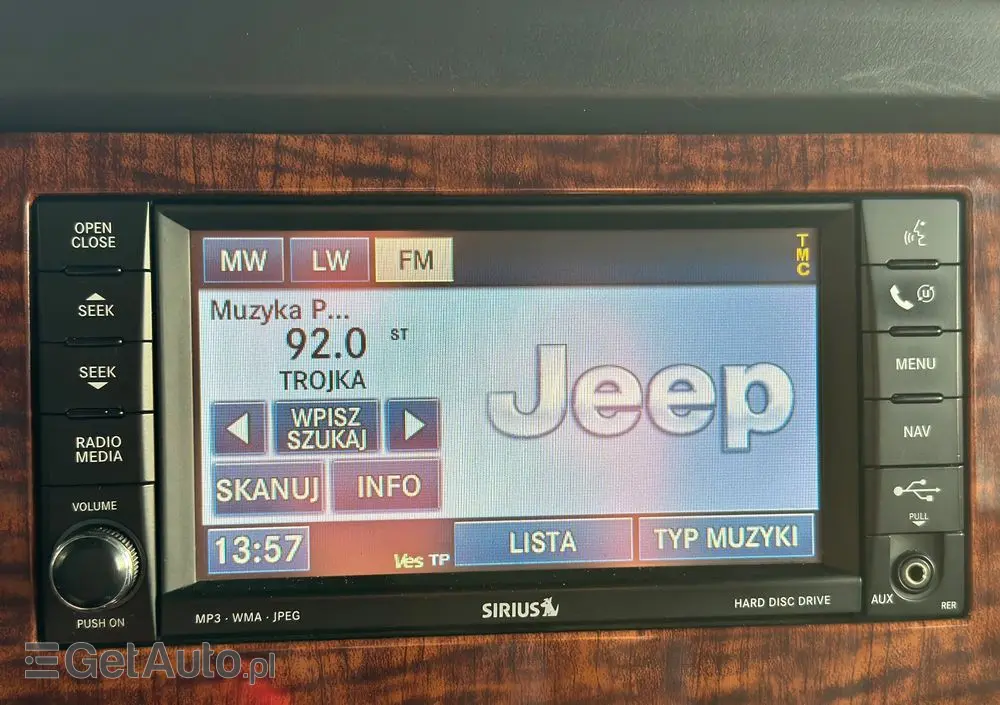 OPEN
CLOSE
SEEK
SEEK
RADIO
MEDIA
VOLUME
PUSH ON
MW
LW
FM
TMC
Muzyka P...
92.0
ST
TROJKA
WPISZ
SZUKAJ
SKANUJ
INFO
Jeep
13:57
Ves TP
LISTA
TYP MUZYKI
MP3 · WMA · JPEG
SIRIUS
HARD DISC DRIVE
MENU
NAV
PULL
AUX
RER
GetAuto.pl